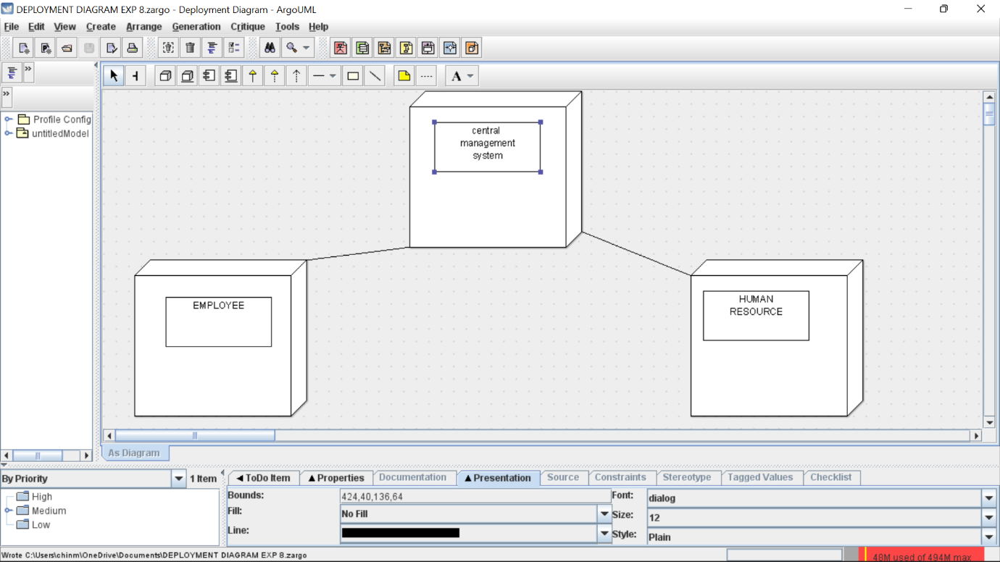 DEPLOYMENT DIAGRAM EXP 8.zargo - Deployment Diagram - ArgoUML
File Edit View Create Arrange Generation Critique Tools Help
A
Profile Config
untitledModel
central
management
system
EMPLOYEE
HUMAN
RESOURCE
As Diagram
By Priority
1 Item
High
Medium
Low
ToDo Item Properties Documentation Presentation Source Constraints Stereotype Tagged Values Checklist
Bounds: 424,40,136,64 Font: dialog
Fill: No Fill Size: 12
Line: Style: Plain
Wrote C:\Users\chinm\OneDrive\Documents\DEPLOYMENT DIAGRAM EXP 8.zargo
48M used of 494M max